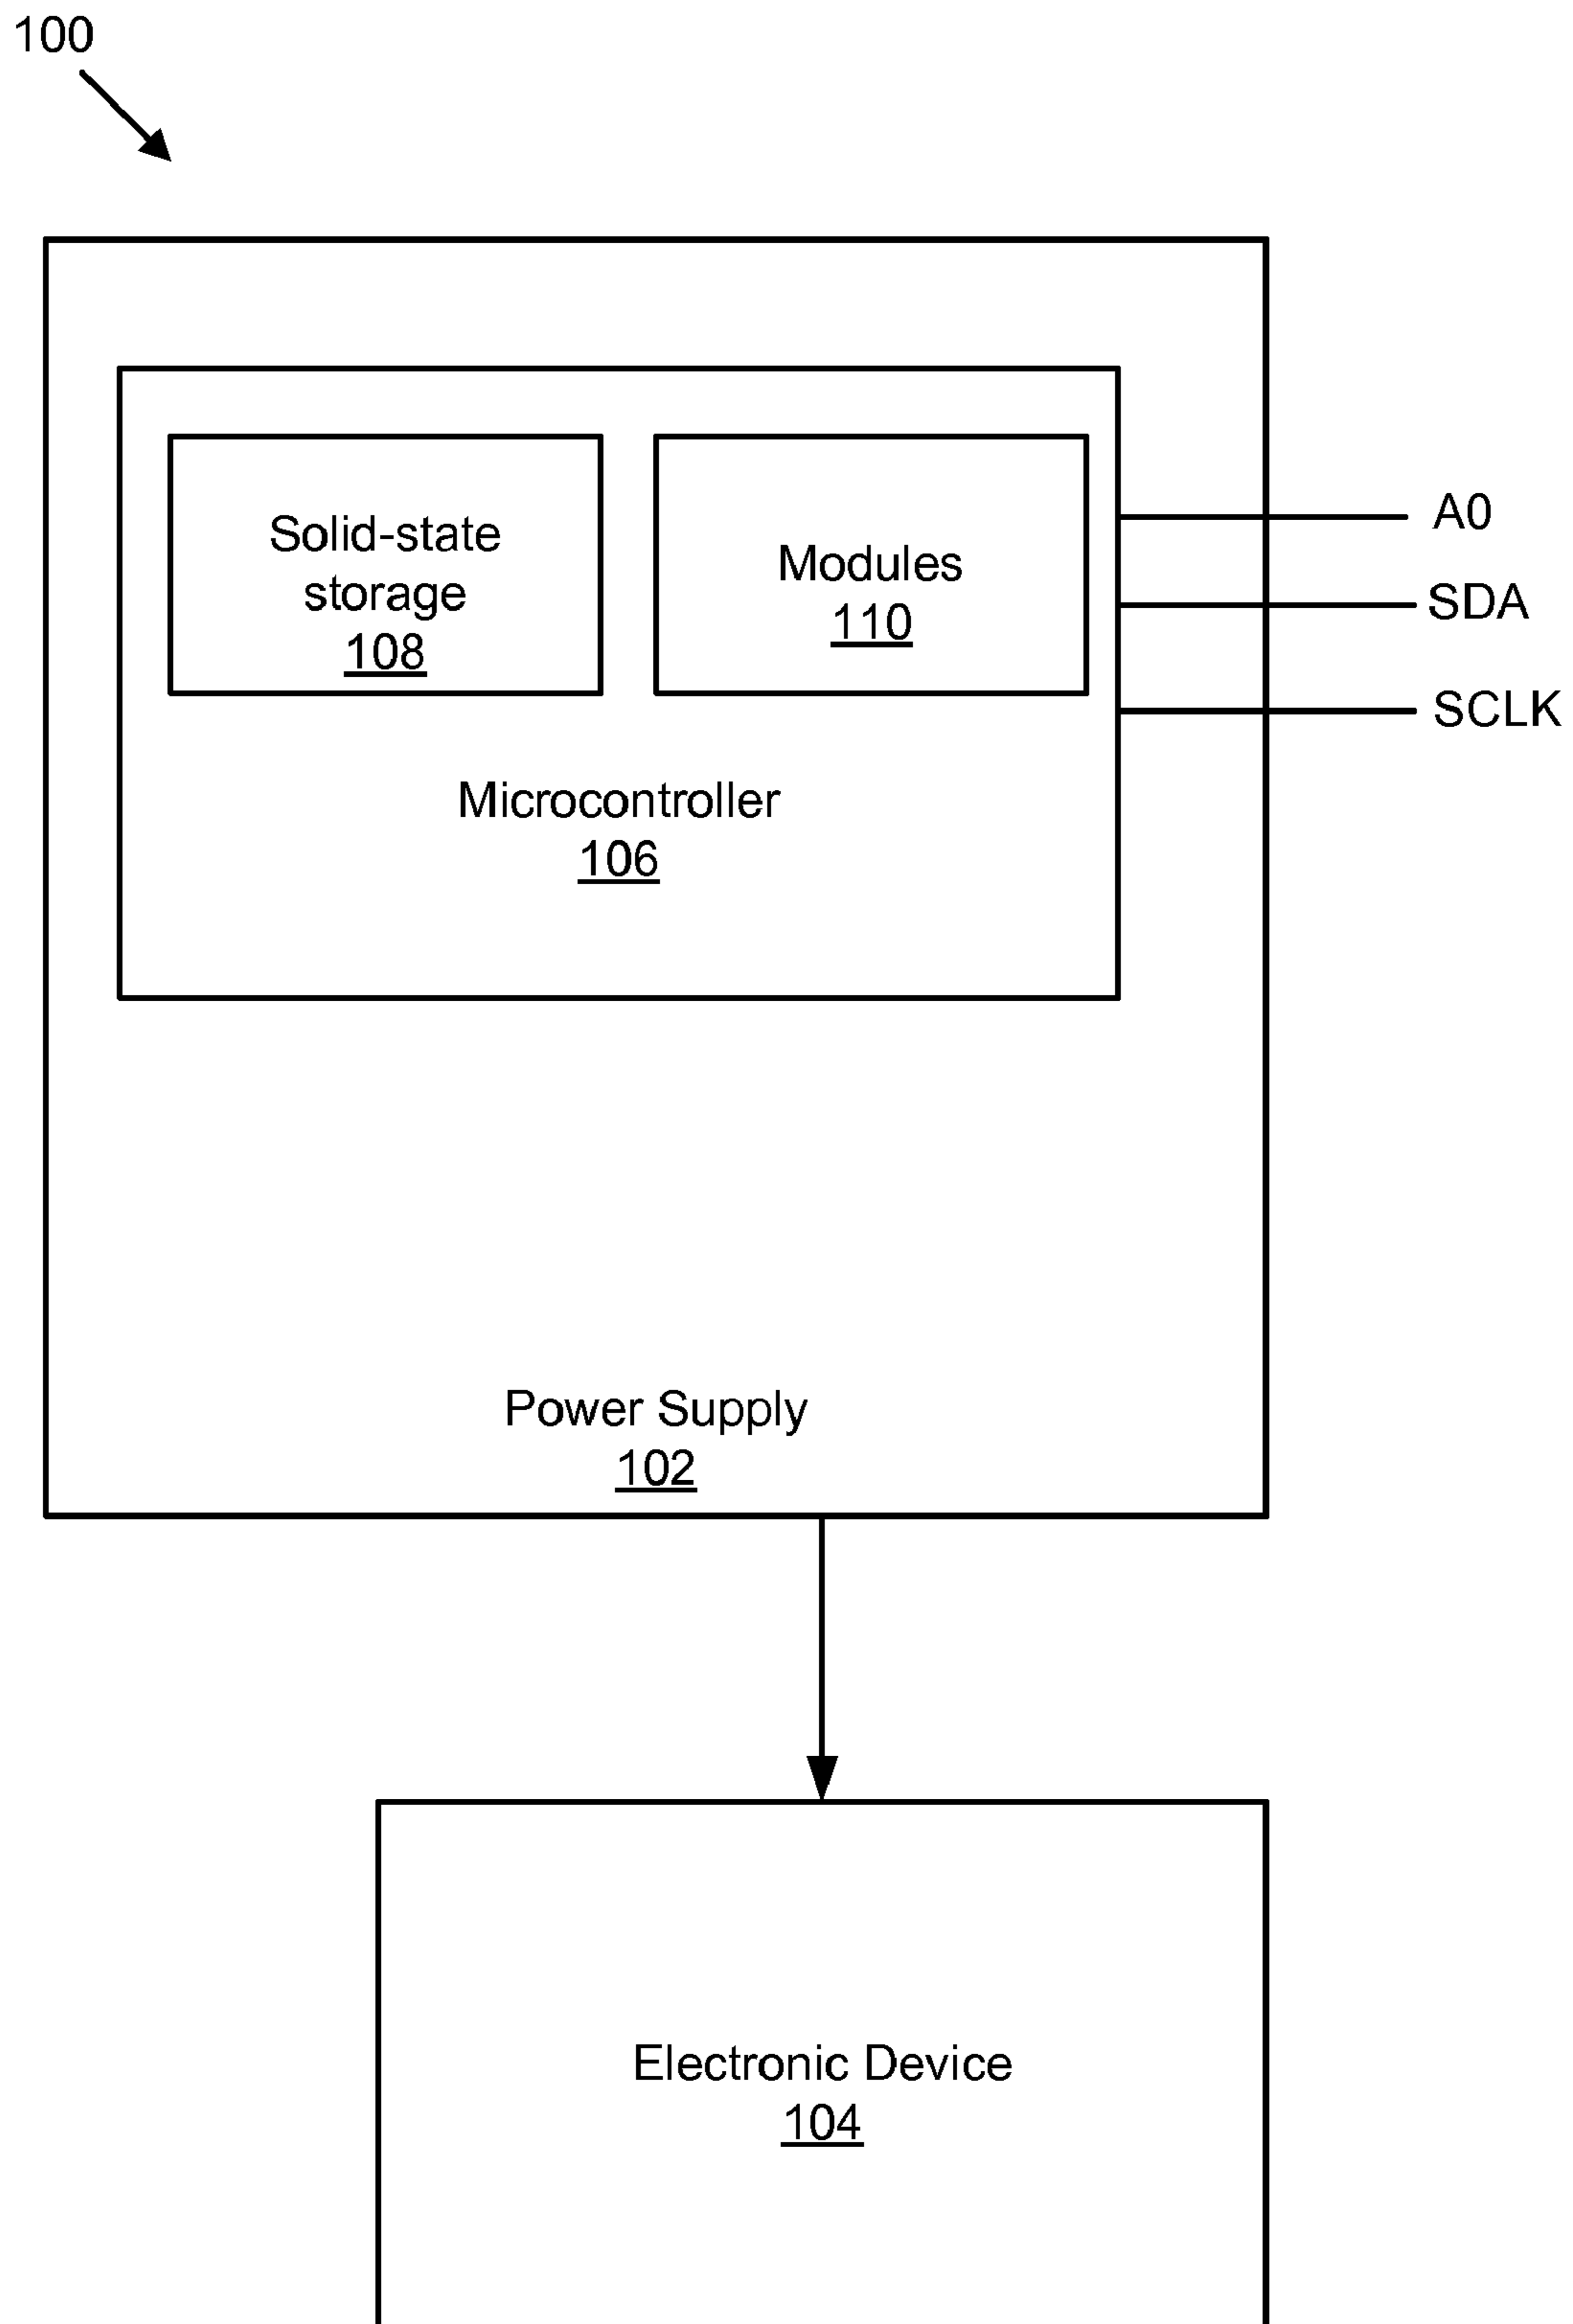 100
Solid-state
storage
108
Modules
110
A0
SDA
SCLK
Microcontroller
106
Power Supply
102
Electronic Device
104